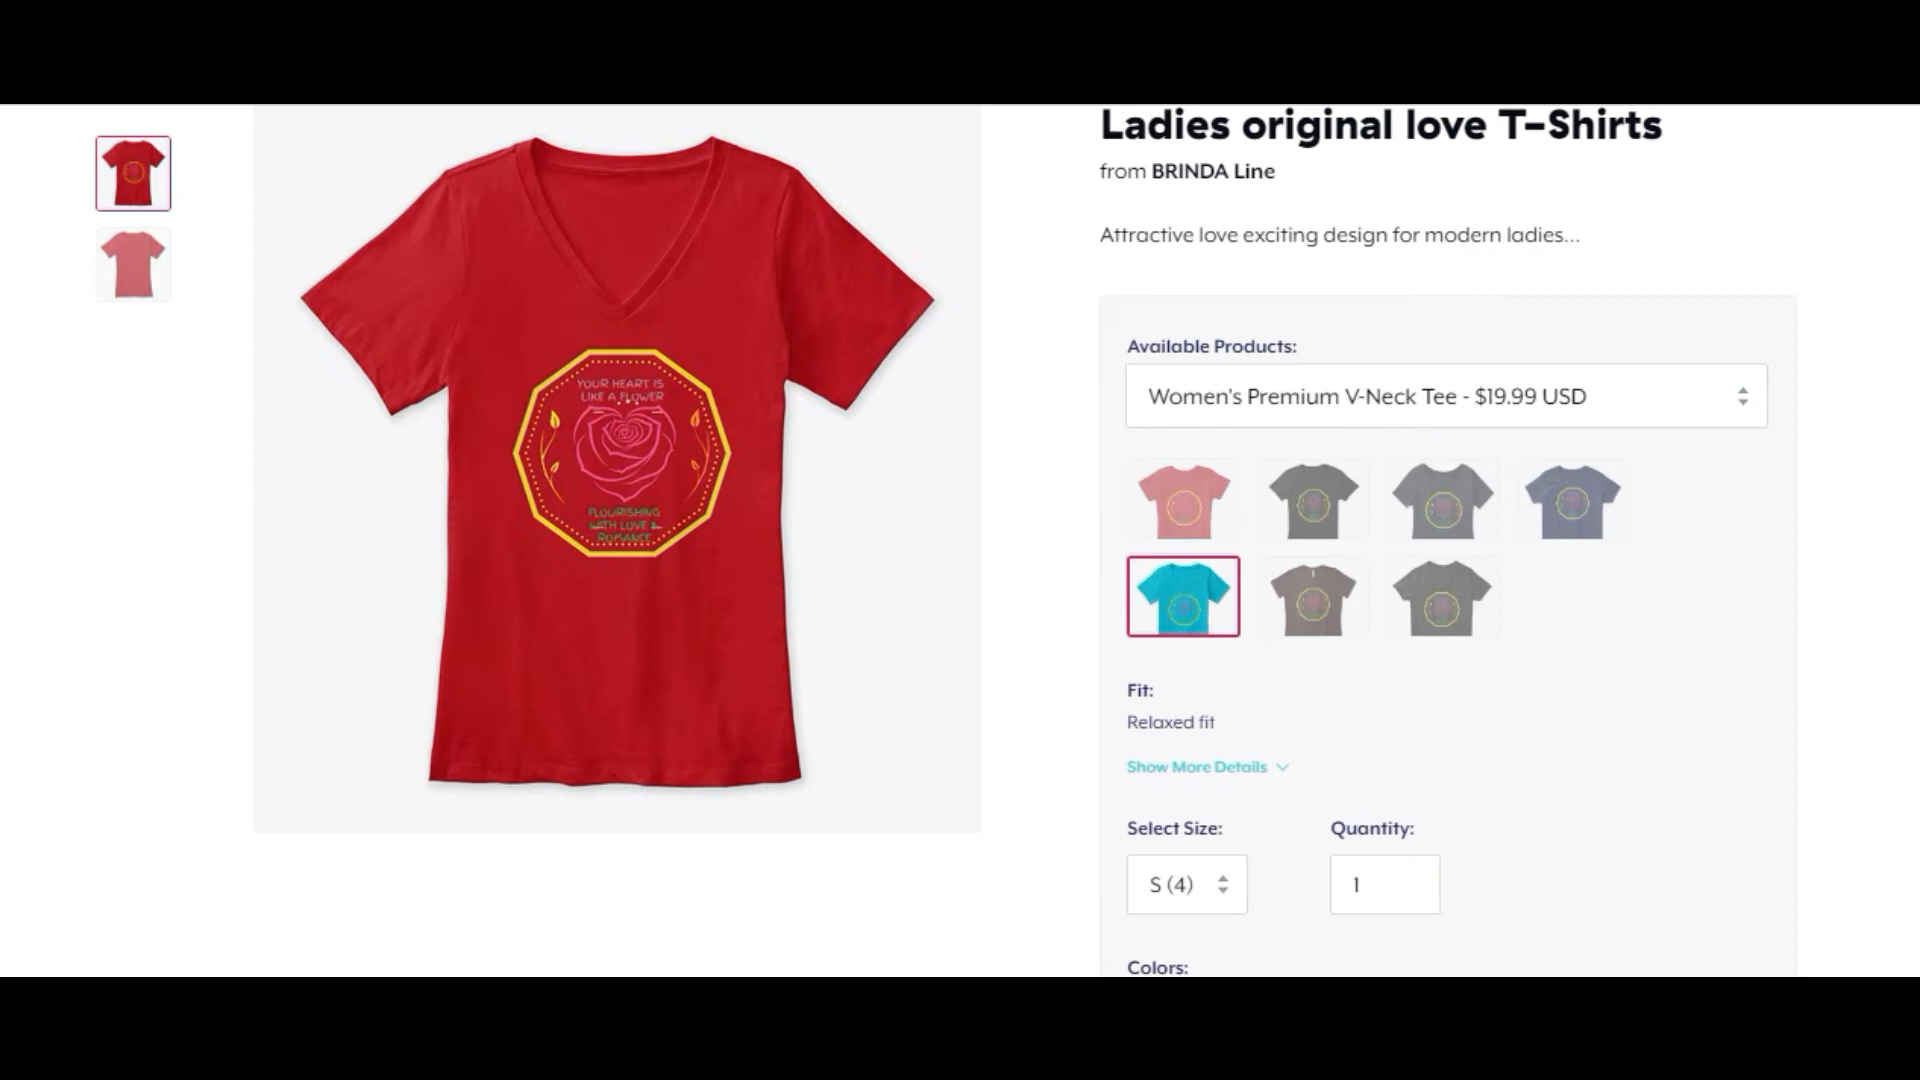 Ladies original love T-Shirts
from BRINDA Line
Attractive love exciting design for modern ladies...
YOUR HEART IS
LIKE A FLOWER
FLOURISHING
WITH LOVE &
ROMANCE
Available Products:
Women's Premium V-Neck Tee - $19.99 USD
Fit:
Relaxed fit
Show More Details
Select Size:
Quantity:
S (4)
1
Colors: